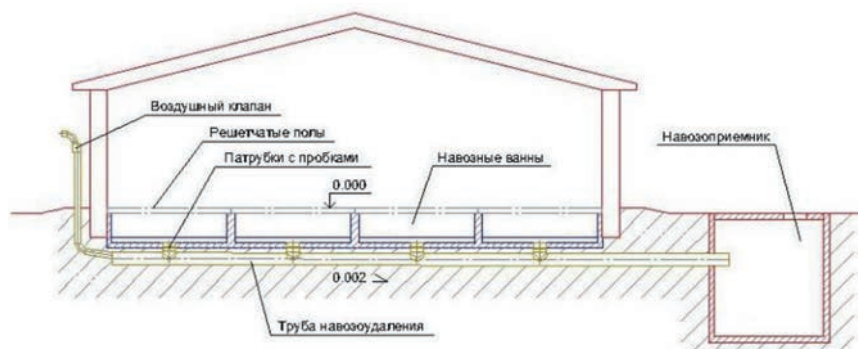 Воздушный клапан
Решетчатые полы
Навозоприемник
Патрубки с пробками
Навозные ванны
0.000
0.002
Труба навозоудаления